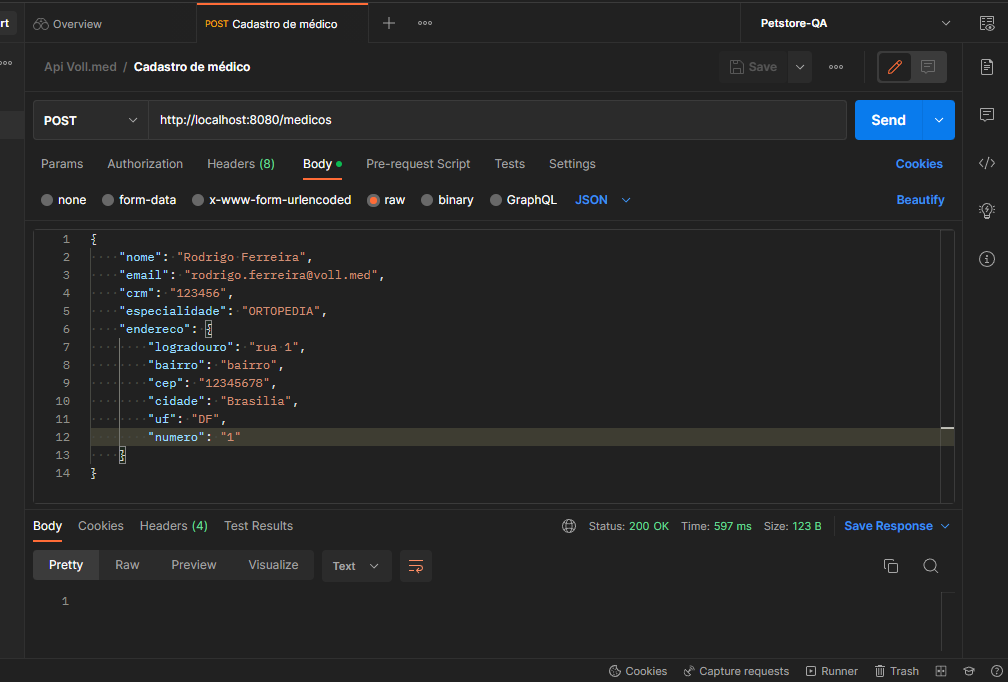 rt
Overview
POST Cadastro de médico
Petstore-QA
Api Voll.med / Cadastro de médico
Save
POST
http://localhost:8080/medicos
Send
Params Authorization Headers (8) Body Pre-request Script Tests Settings
Cookies
none form-data x-www-form-urlencoded raw binary GraphQL JSON
Beautify
1 {
2 "nome": "Rodrigo Ferreira",
3 "email": "rodrigo.ferreira@voll.med",
4 "crm": "123456",
5 "especialidade": "ORTOPEDIA",
6 "endereco": {
7 "logradouro": "rua 1",
8 "bairro": "bairro",
9 "cep": "12345678",
10 "cidade": "Brasilia",
11 "uf": "DF",
12 "numero": "1"
13 }
14 }
Body Cookies Headers (4) Test Results
Status: 200 OK Time: 597 ms Size: 123 B
Save Response
Pretty Raw Preview Visualize Text
1
Cookies Capture requests Runner Trash